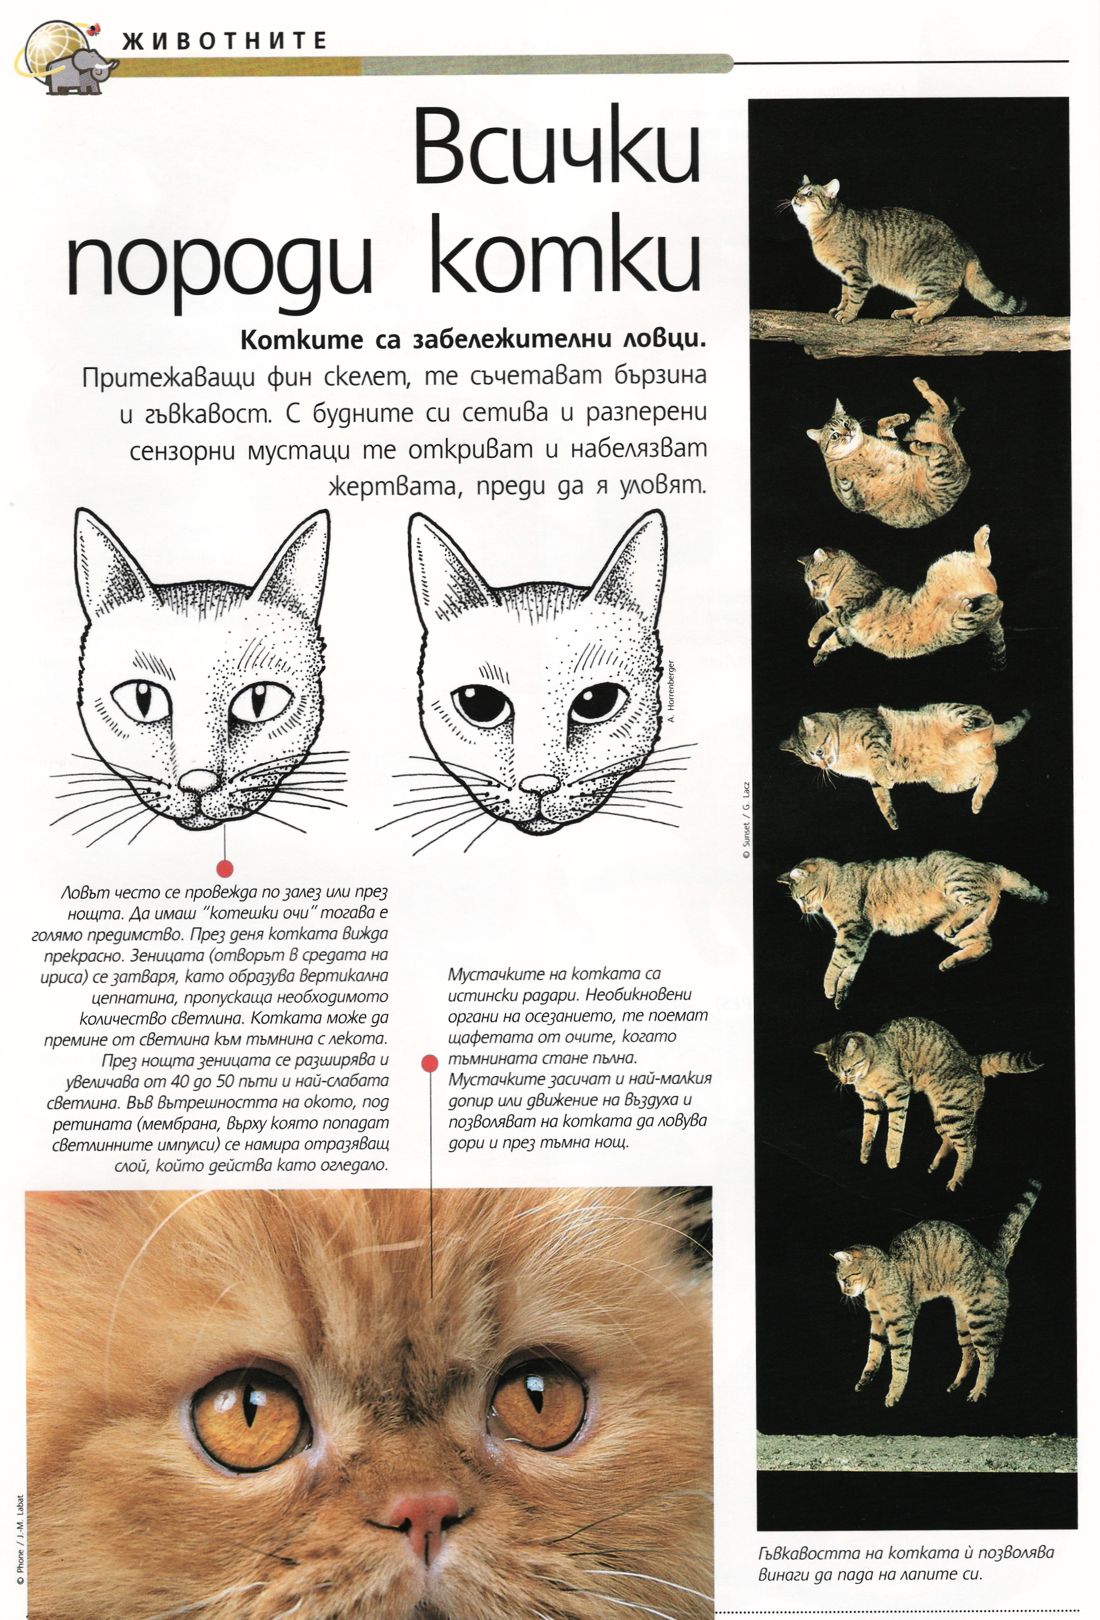 ЖИВОТНИТЕ
Всички
породи котки
Котките са забележителни ловци.
Притежаващи фин скелет, те съчетават бързина
и гъвкавост. С будните си сетива и разперени
сензорни мустаци те откриват и набелязват
жертвата, преди да я уловят.
A. Horrenberger
© Sunset / G. Lacz
Ловът често се провежда по залез или през
нощта. Да имаш “котешки очи” тогава е
голямо предимство. През деня котката вижда
прекрасно. Зеницата (отворът в средата на
ириса) се затваря, като образува вертикална
цепнатина, пропускаща необходимото
количество светлина. Котката може да
премине от светлина към тъмнина с лекота.
През нощта зеницата се разширява и
увеличава от 40 до 50 пъти и най-слабата
светлина. Във вътрешността на окото, под
ретината (мембрана, върху която попадат
светлинните импулси) се намира отразяващ
слой, който действа като огледало.
Мустачките на котката са
истински радари. Необикновени
органи на осезанието, те поемат
щафетата от очите, когато
тъмнината стане пълна.
Мустачките засичат и най-малкия
допир или движение на въздуха и
позволяват на котката да ловува
дори и през тъмна нощ.
© Phone / J.-M. Labat
Гъвкавостта на котката ѝ позволява
винаги да пада на лапите си.